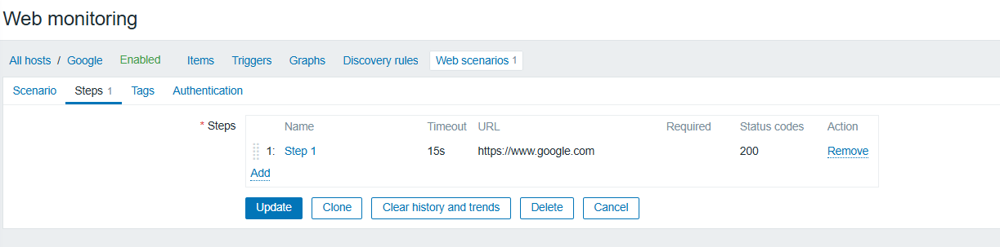 Web monitoring
All hosts / Google Enabled Items Triggers Graphs Discovery rules Web scenarios 1
Scenario Steps 1 Tags Authentication
* Steps Name Timeout URL Required Status codes Action
1: Step 1 15s https://www.google.com 200 Remove
Add
Update Clone Clear history and trends Delete Cancel